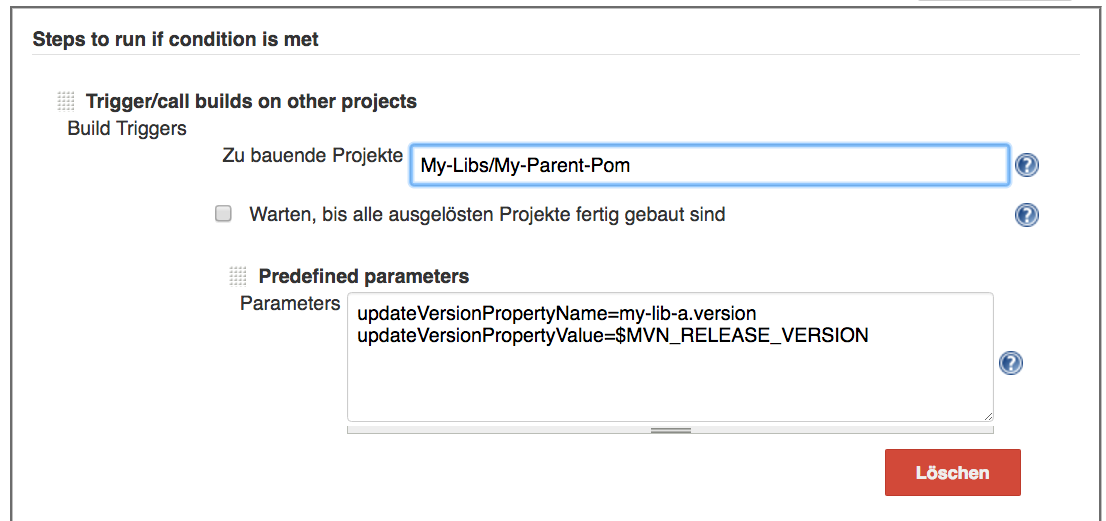 Steps to run if condition is met
Trigger/call builds on other projects
Build Triggers
Zu bauende Projekte My-Libs/My-Parent-Pom
Warten, bis alle ausgelösten Projekte fertig gebaut sind
Predefined parameters
Parameters updateVersionPropertyName=my-lib-a.version
updateVersionPropertyValue=$MVN_RELEASE_VERSION
Löschen